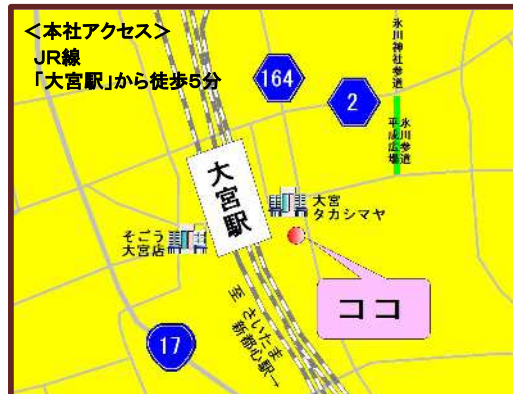 <本社アクセス>
JR線
「大宮駅」から徒歩5分
164
2
氷川神社参道
氷川参道
平成広場
大宮駅
大宮
タカシマヤ
そごう
大宮店
ココ
至 さいたま
新都心駅→
17